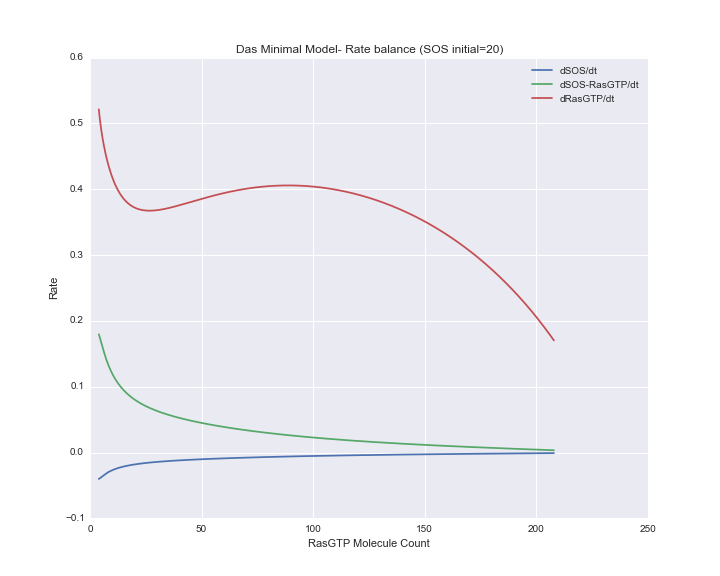 Das Minimal Model- Rate balance (SOS initial=20)
0.6
0.5
0.4
0.3
0.2
0.1
0.0
−0.1
Rate
dSOS/dt
dSOS-RasGTP/dt
dRasGTP/dt
0 50 100 150 200 250
RasGTP Molecule Count